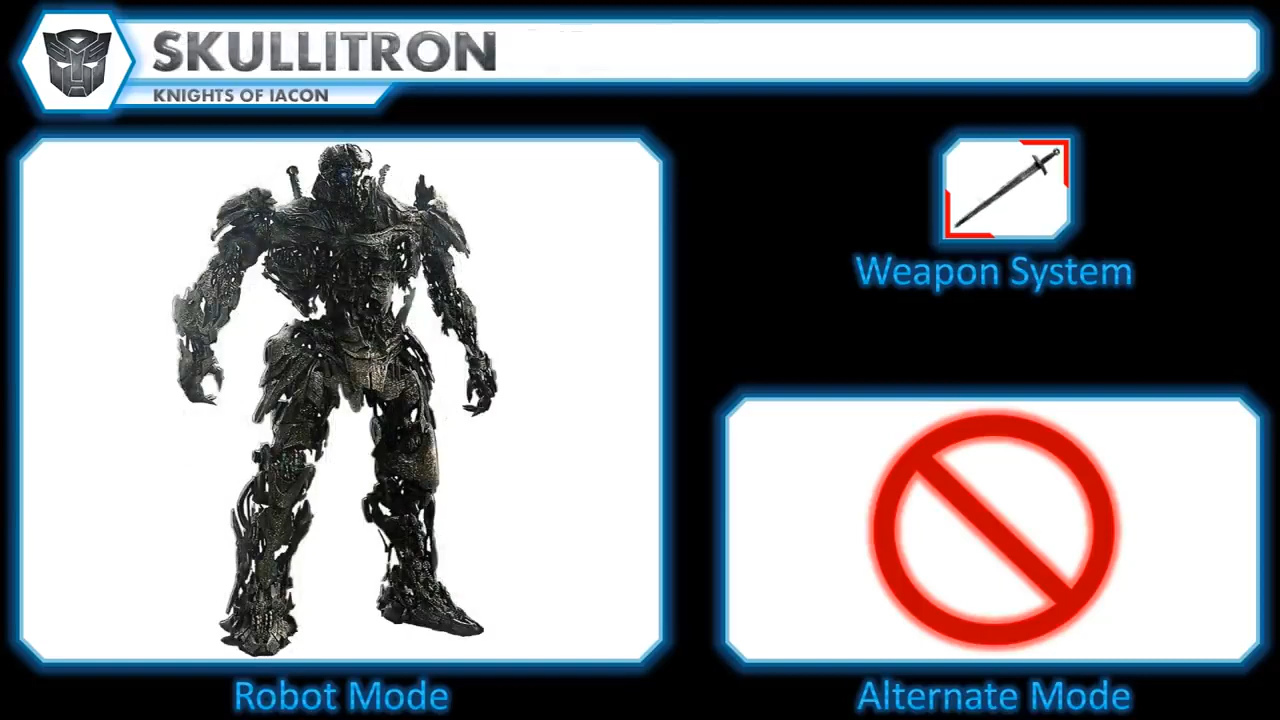 SKULLITRON
KNIGHTS OF IACON
Weapon System
Robot Mode
Alternate Mode